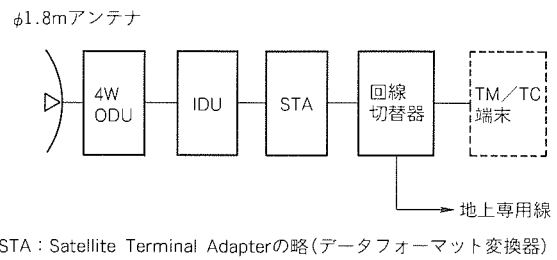 φ1.8mアンテナ
4W
ODU
IDU
STA
回線
切替器
TM/TC
端末
地上専用線
STA:Satellite Terminal Adapterの略(データフォーマット変換器)